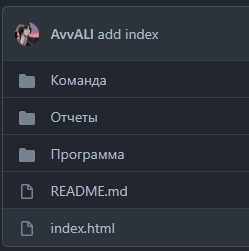 AvvALI add index
Команда
Отчеты
Программа
README.md
index.html